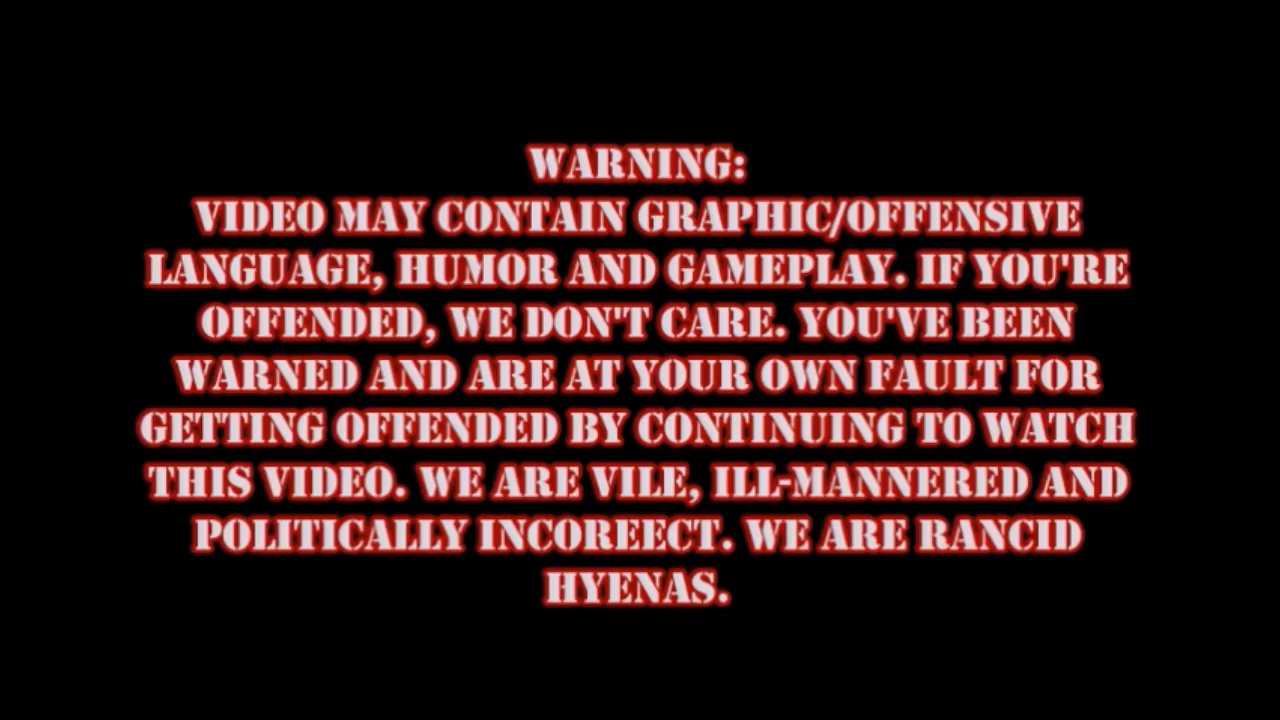 WARNING:
VIDEO MAY CONTAIN GRAPHIC/OFFENSIVE
LANGUAGE, HUMOR AND GAMEPLAY. IF YOU'RE
OFFENDED, WE DON'T CARE. YOU'VE BEEN
WARNED AND ARE AT YOUR OWN FAULT FOR
GETTING OFFENDED BY CONTINUING TO WATCH
THIS VIDEO. WE ARE VILE, ILL-MANNERED AND
POLITICALLY INCOREECT. WE ARE RANCID
HYENAS.